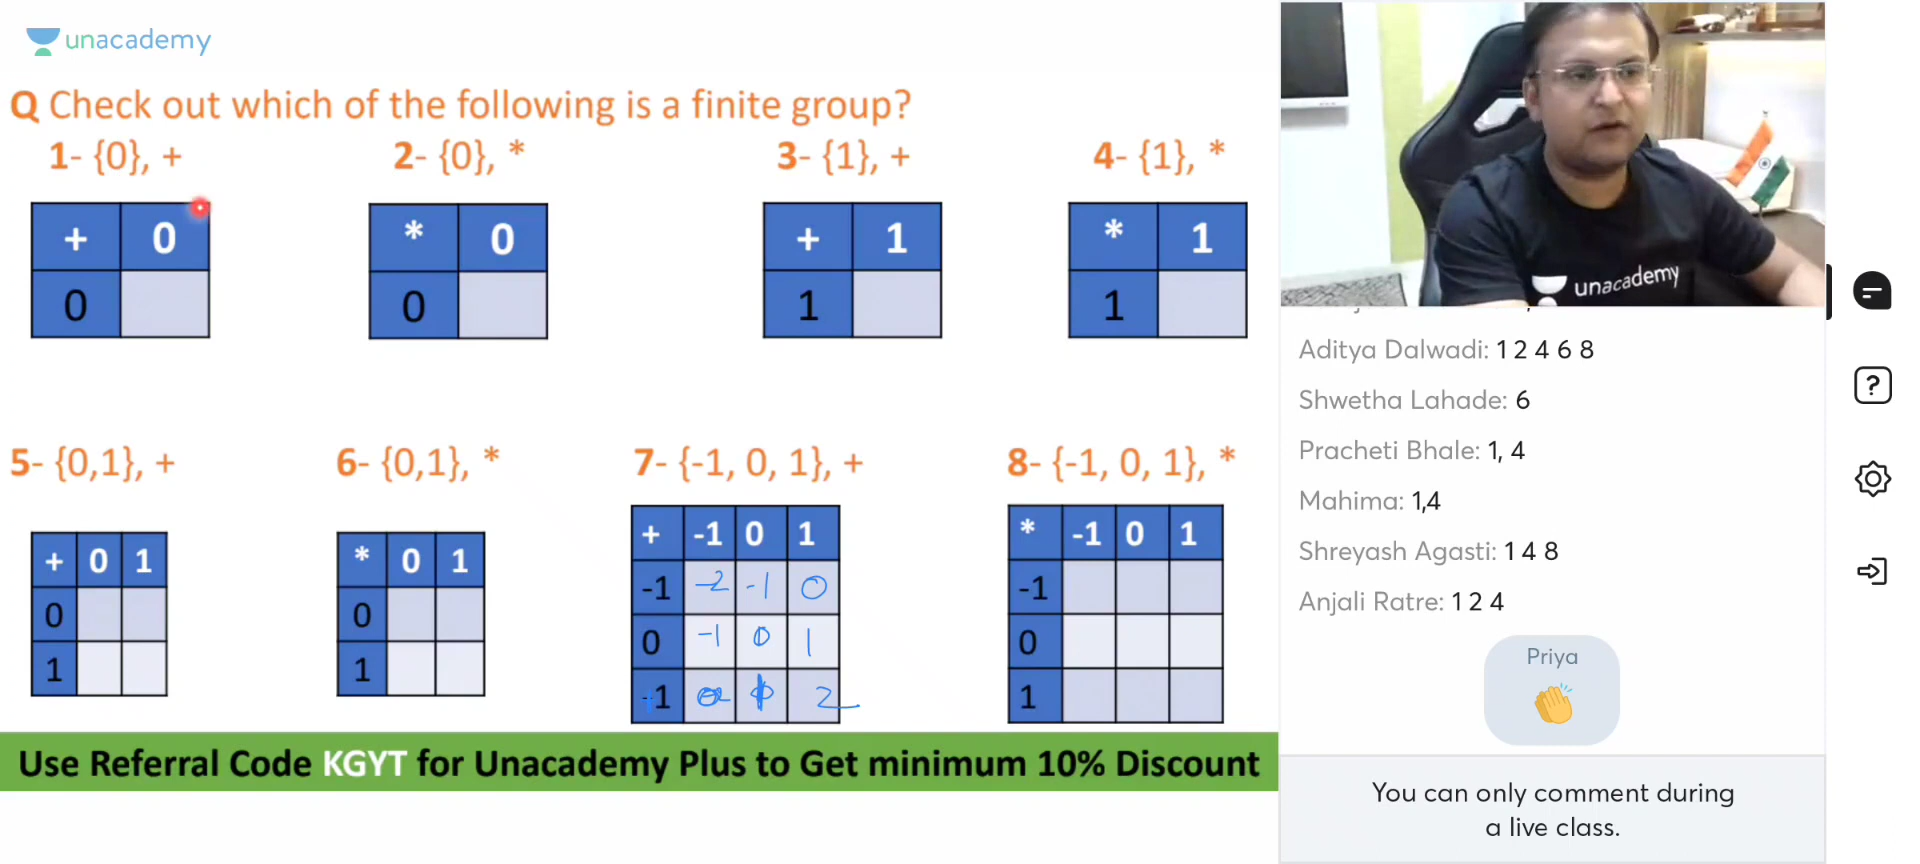 unacademy
Q Check out which of the following is a finite group?
1- {0}, +
2- {0}, *
3- {1}, +
4- {1}, *
+ 0
0
* 0
0
+ 1
1
* 1
1
5- {0,1}, +
6- {0,1}, *
7- {-1, 0, 1}, +
8- {-1, 0, 1}, *
+ 0 1
0
1
* 0 1
0
1
+ -1 0 1
-1 -2 -1 0
0 -1 0 1
1 0 1 2
* -1 0 1
-1
0
1
Use Referral Code KGYT for Unacademy Plus to Get minimum 10% Discount
unacademy
Aditya Dalwadi: 1 2 4 6 8
Shwetha Lahade: 6
Pracheti Bhale: 1, 4
Mahima: 1,4
Shreyash Agasti: 1 4 8
Anjali Ratre: 1 2 4
Priya
You can only comment during
a live class.